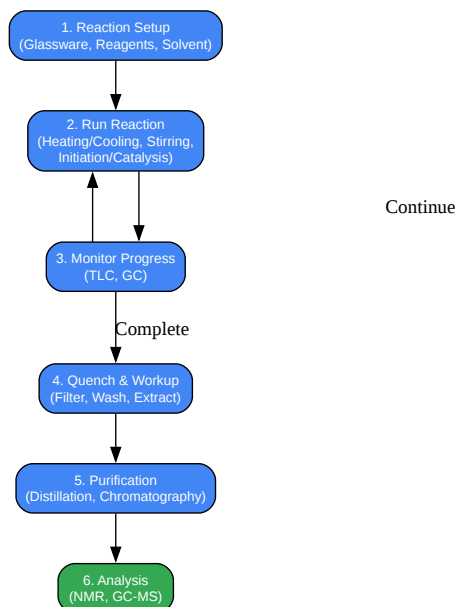 1. Reaction Setup
(Glassware, Reagents, Solvent)
2. Run Reaction
(Heating/Cooling, Stirring,
Initiation/Catalysis)
Continue
3. Monitor Progress
(TLC, GC)
Complete
4. Quench & Workup
(Filter, Wash, Extract)
5. Purification
(Distillation, Chromatography)
6. Analysis
(NMR, GC-MS)